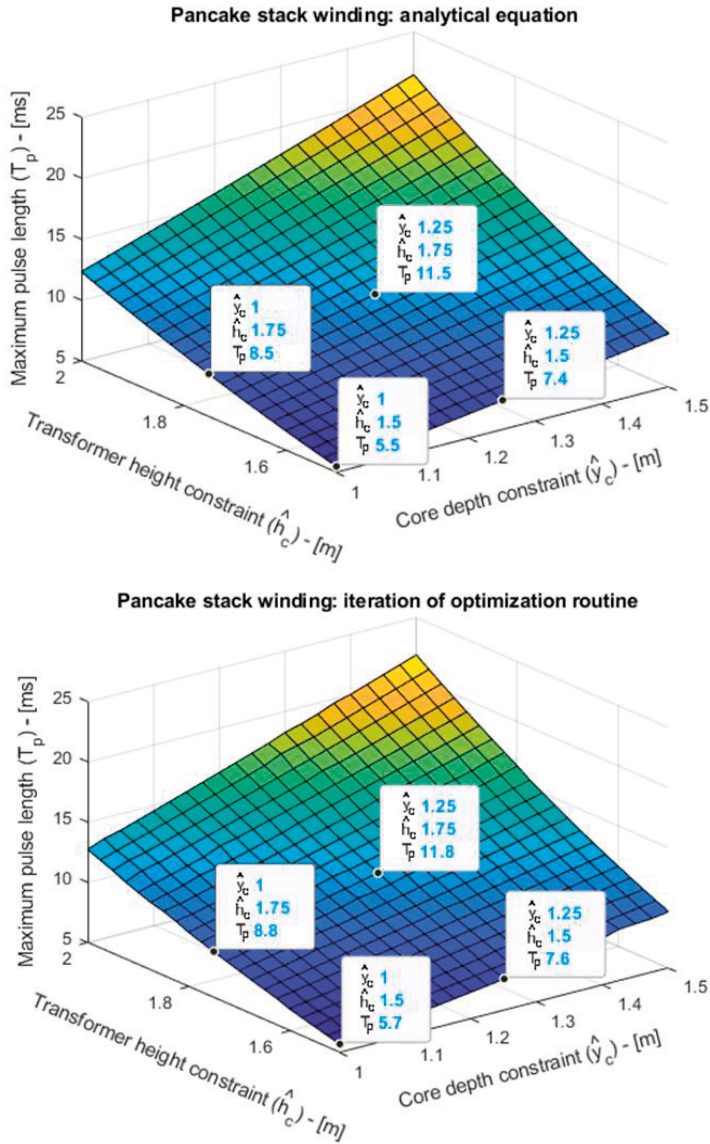 Pancake stack winding: analytical equation
Maximum pulse length (Tp) - [ms]
25
20
15
10
5
2
1.8
1.6
1
1.1
1.2
1.3
1.4
1.5
Transformer height constraint (ĥc) - [m]
Core depth constraint (ŷc) - [m]
ŷc 1.25
ĥc 1.75
Tp 11.5
ŷc 1
ĥc 1.75
Tp 8.5
ŷc 1.25
ĥc 1.5
Tp 7.4
ŷc 1
ĥc 1.5
Tp 5.5
Pancake stack winding: iteration of optimization routine
Maximum pulse length (Tp) - [ms]
25
20
15
10
5
2
1.8
1.6
1
1.1
1.2
1.3
1.4
1.5
Transformer height constraint (ĥc) - [m]
Core depth constraint (ŷc) - [m]
ŷc 1.25
ĥc 1.75
Tp 11.8
ŷc 1
ĥc 1.75
Tp 8.8
ŷc 1.25
ĥc 1.5
Tp 7.6
ŷc 1
ĥc 1.5
Tp 5.7